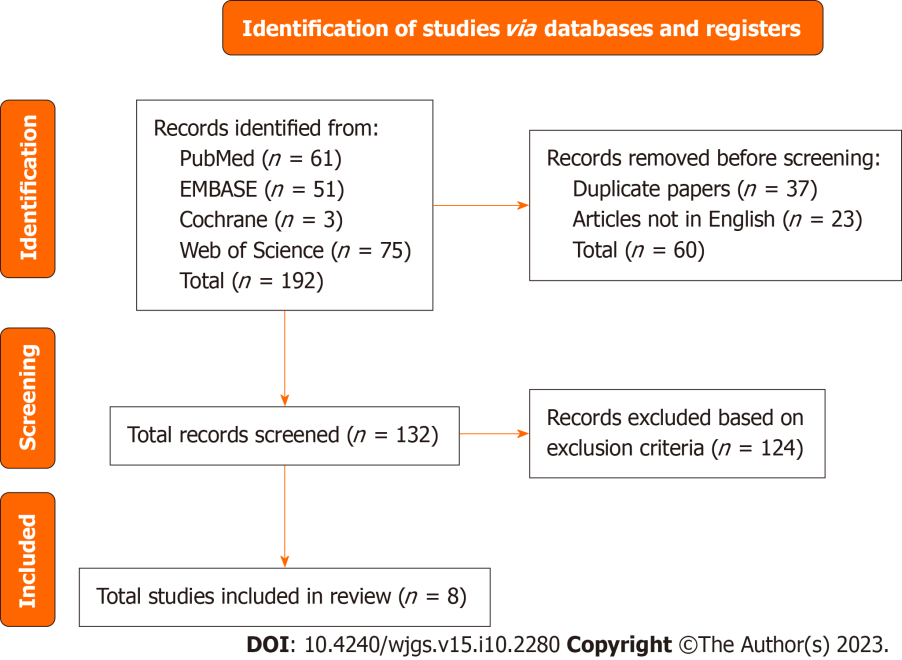 Identification of studies via databases and registers
Identification
Records identified from:
PubMed (n = 61)
EMBASE (n = 51)
Cochrane (n = 3)
Web of Science (n = 75)
Total (n = 192)
Records removed before screening:
Duplicate papers (n = 37)
Articles not in English (n = 23)
Total (n = 60)
Screening
Total records screened (n = 132)
Records excluded based on
exclusion criteria (n = 124)
Included
Total studies included in review (n = 8)
DOI: 10.4240/wjgs.v15.i10.2280 Copyright ©The Author(s) 2023.